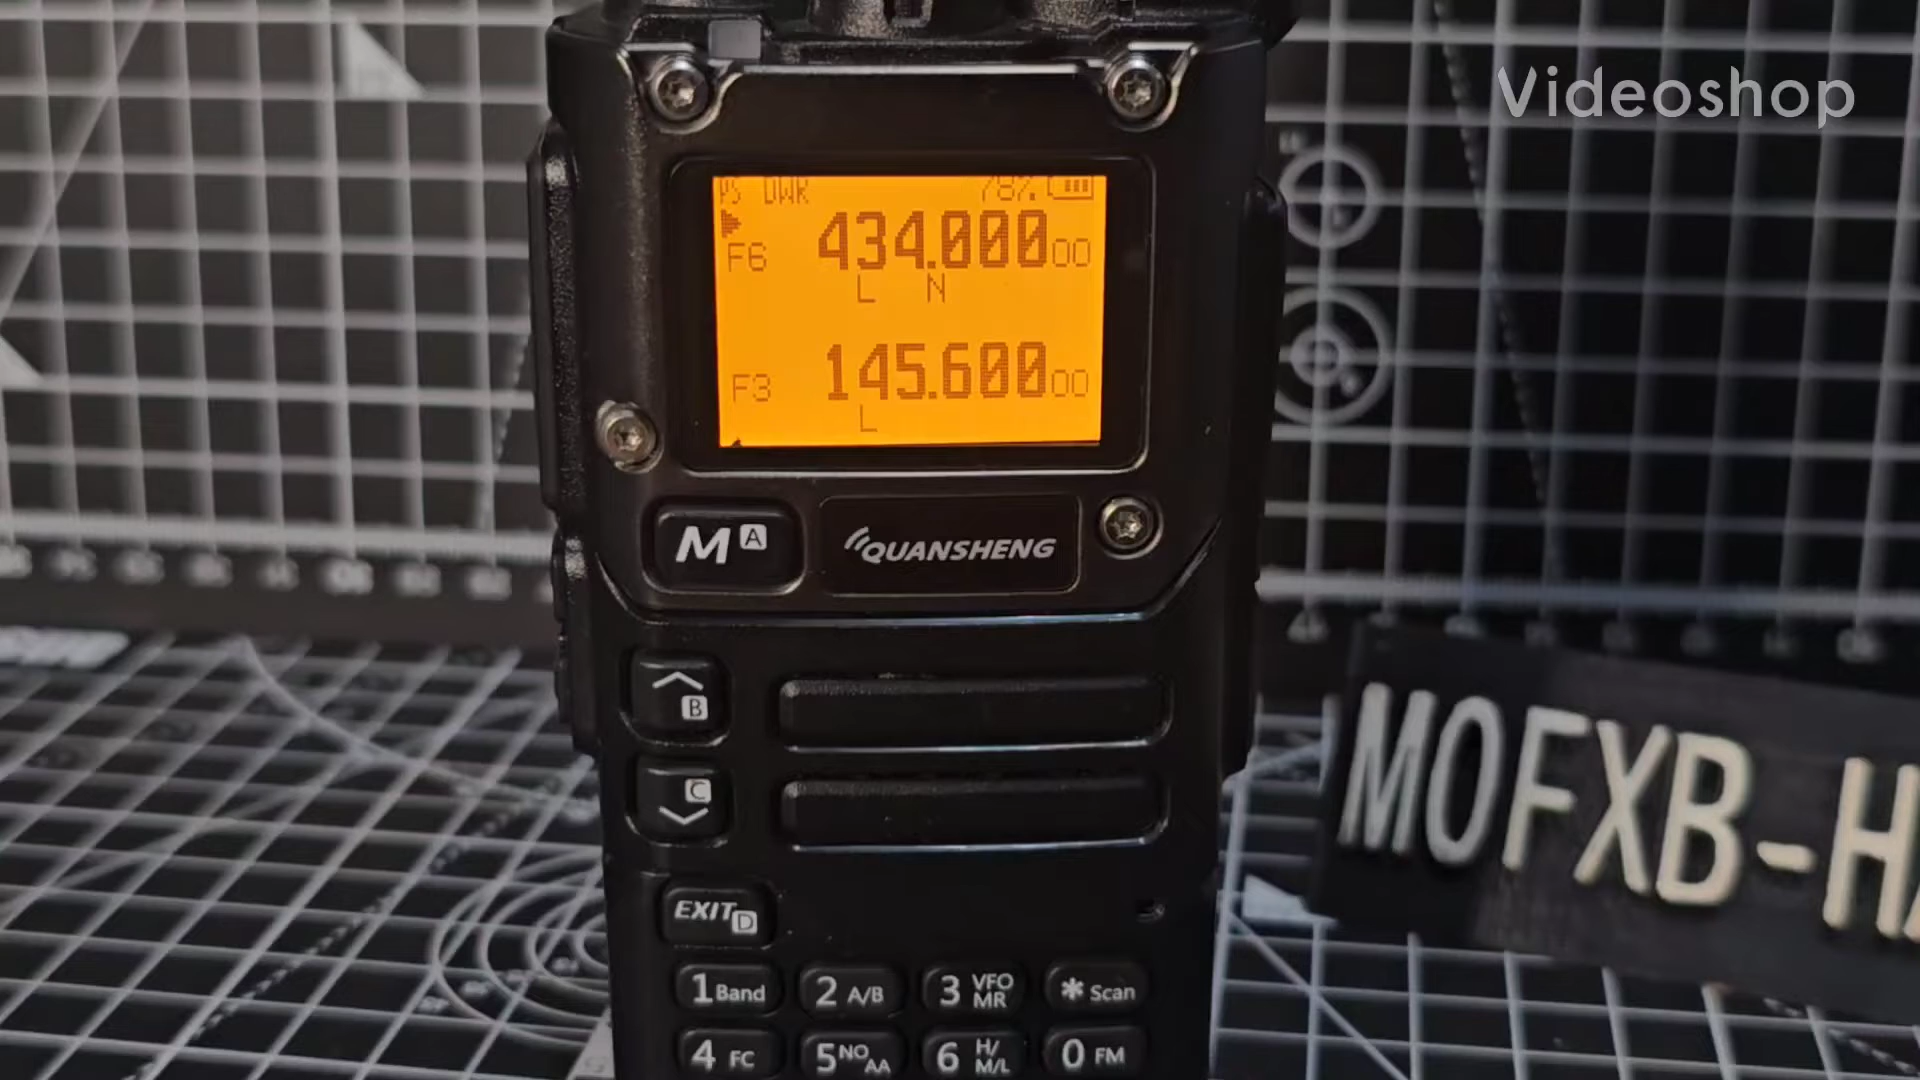 Videoshop
PS DWR 78%
F6 434.00000
L N
F3 145.60000
L
M A
QUANSHENG
B
C
EXIT D
1 Band 2 A/B 3 VFO MR * Scan
4 FC 5 NO AA 6 H/M/L 0 FM
M0FXB-H